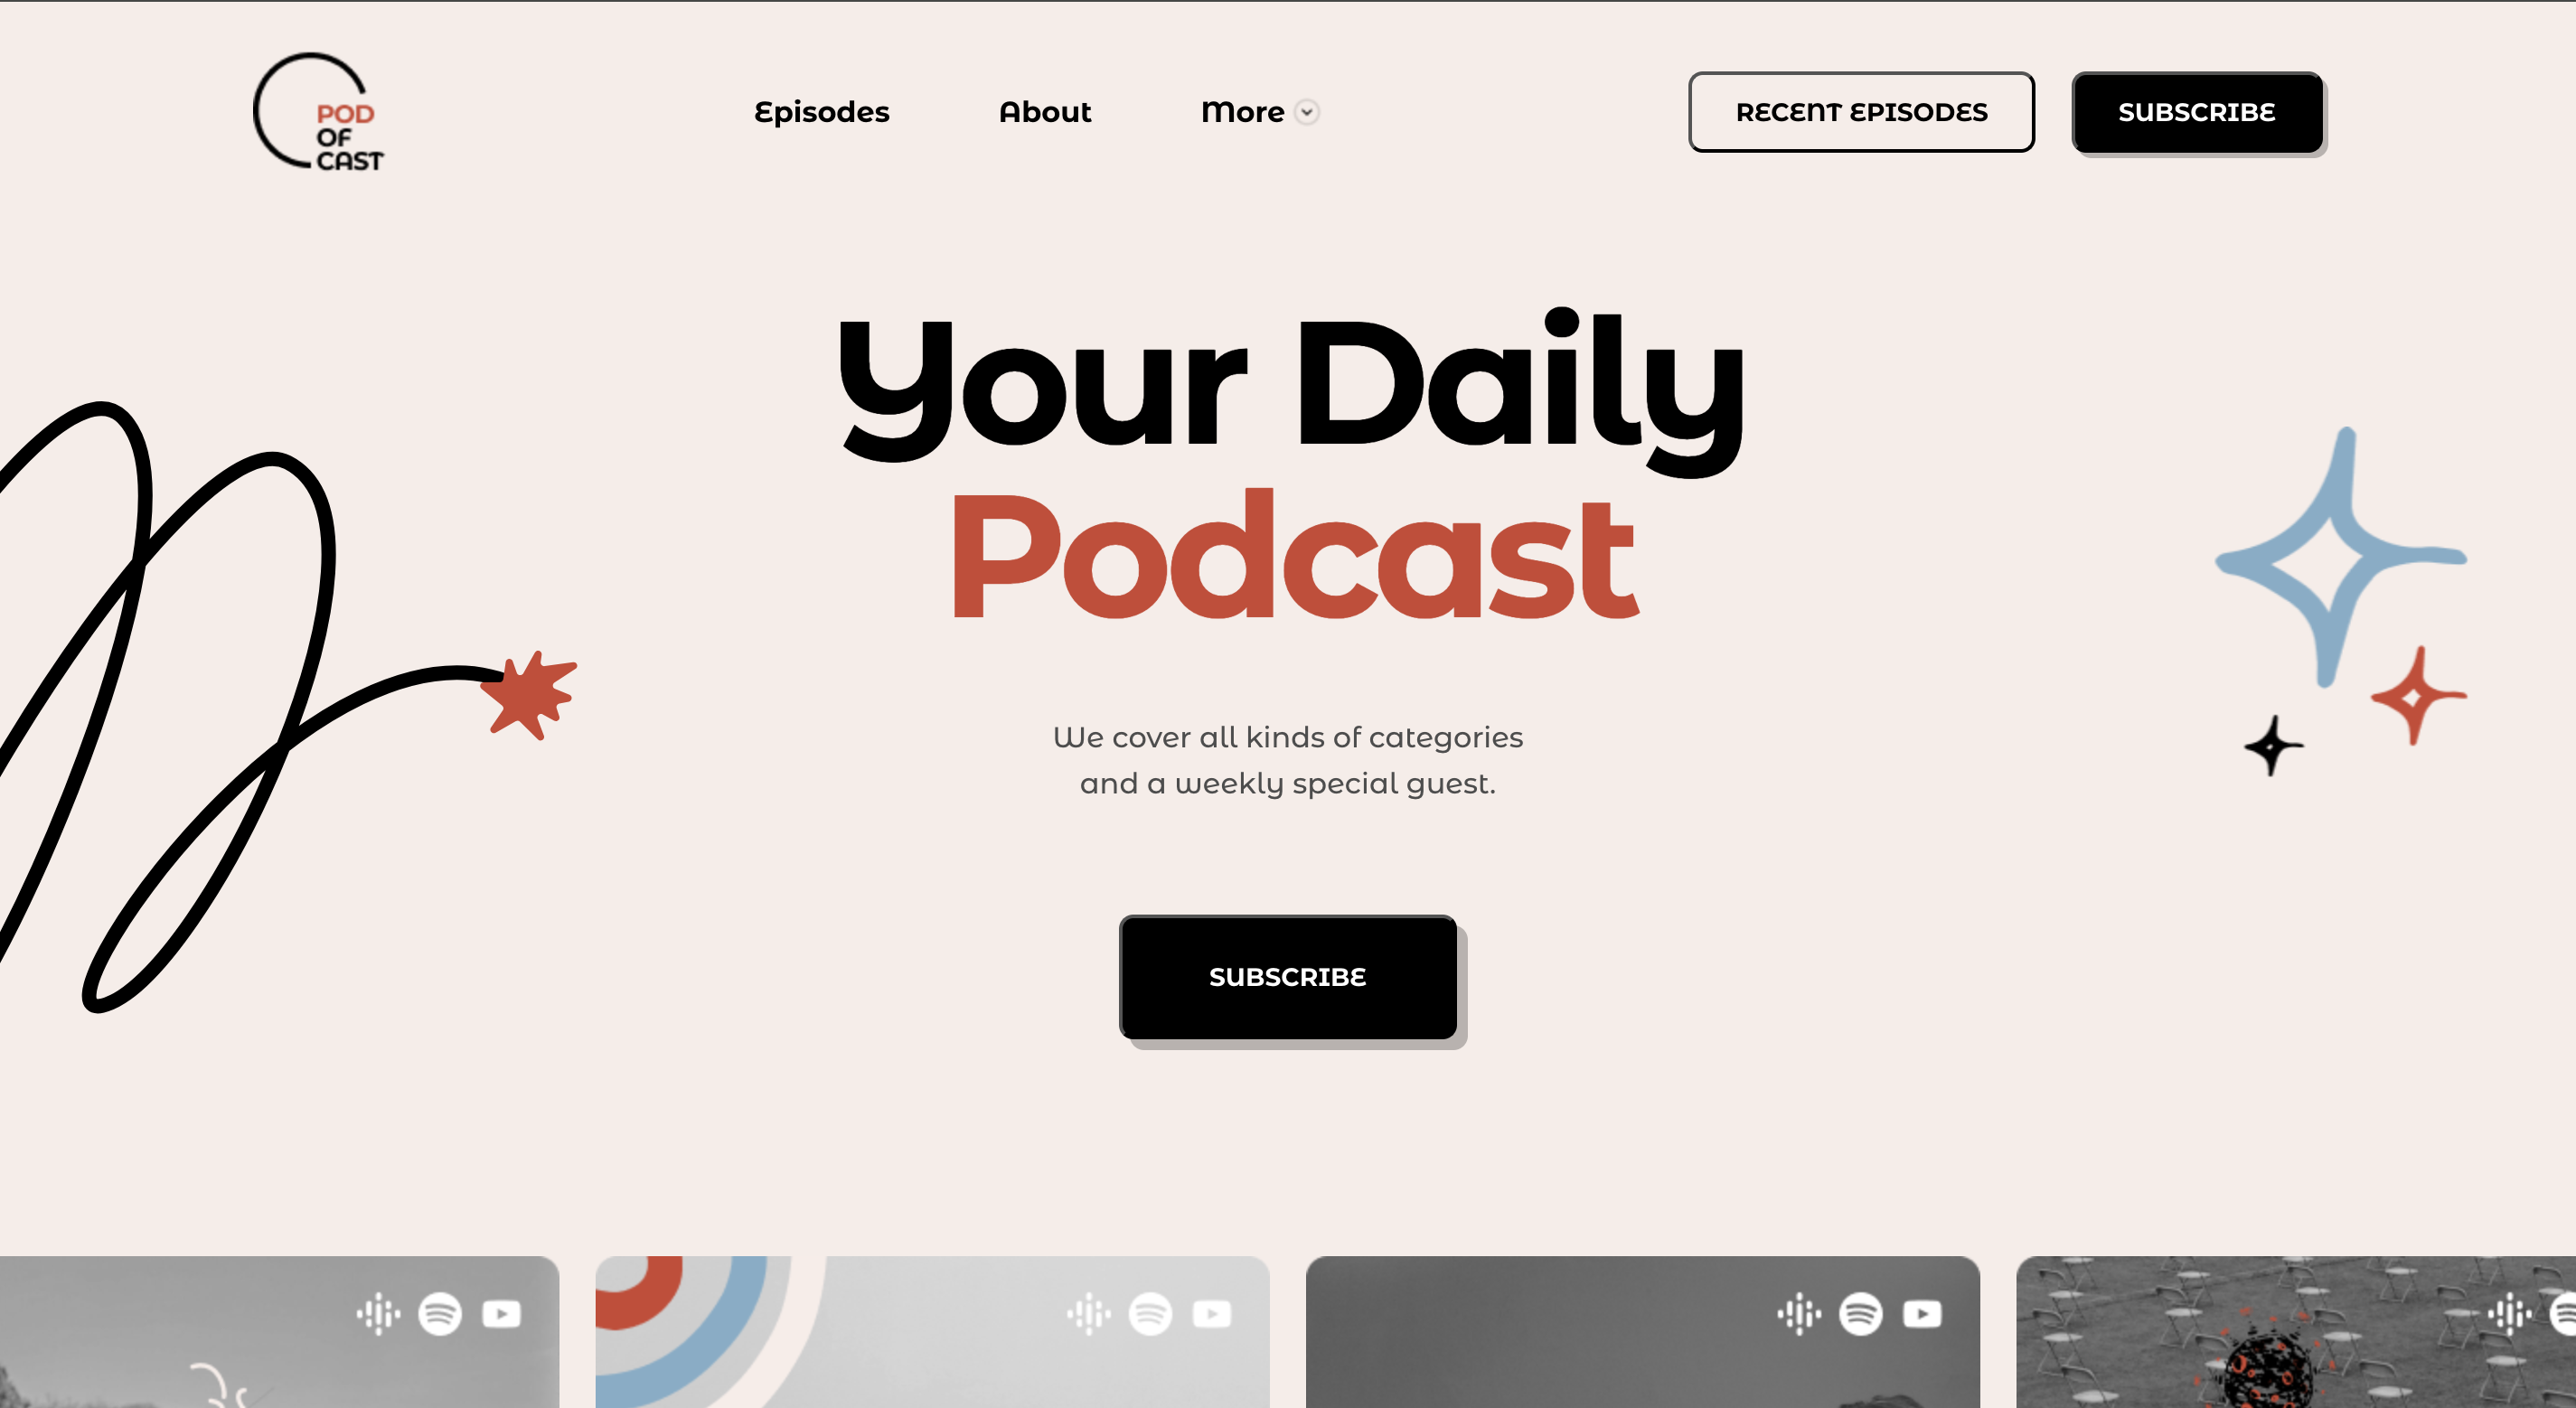 POD
OF
CAST
Episodes
About
More
RECENT EPISODES
SUBSCRIBE
Your Daily
Podcast
We cover all kinds of categories
and a weekly special guest.
SUBSCRIBE